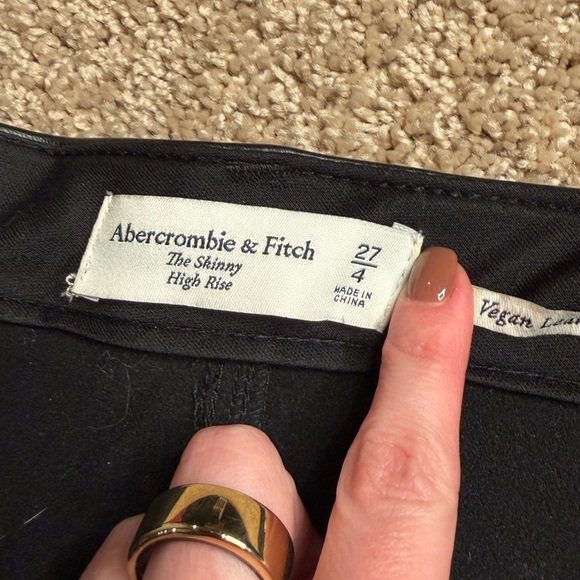 Abercrombie & Fitch
The Skinny
High Rise
27
4
MADE IN
CHINA
Vegan